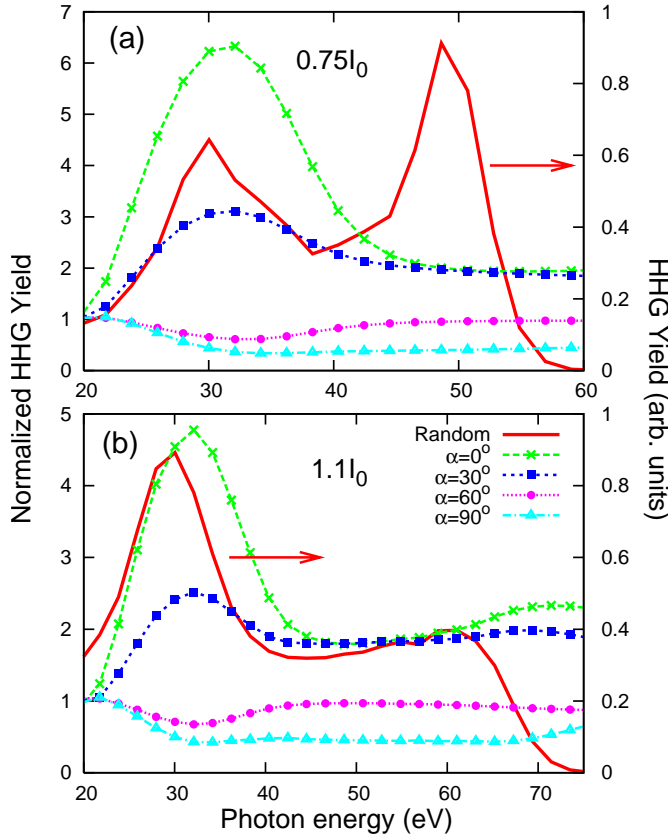 (a)
0.75I₀
7
6
5
4
3
2
1
0
1
0.8
0.6
0.4
0.2
0
20 30 40 50 60
Normalized HHG Yield
HHG Yield (arb. units)
(b)
1.1I₀
Random
α=0°
α=30°
α=60°
α=90°
5
4
3
2
1
0
1
0.8
0.6
0.4
0.2
0
20 30 40 50 60 70
Photon energy (eV)